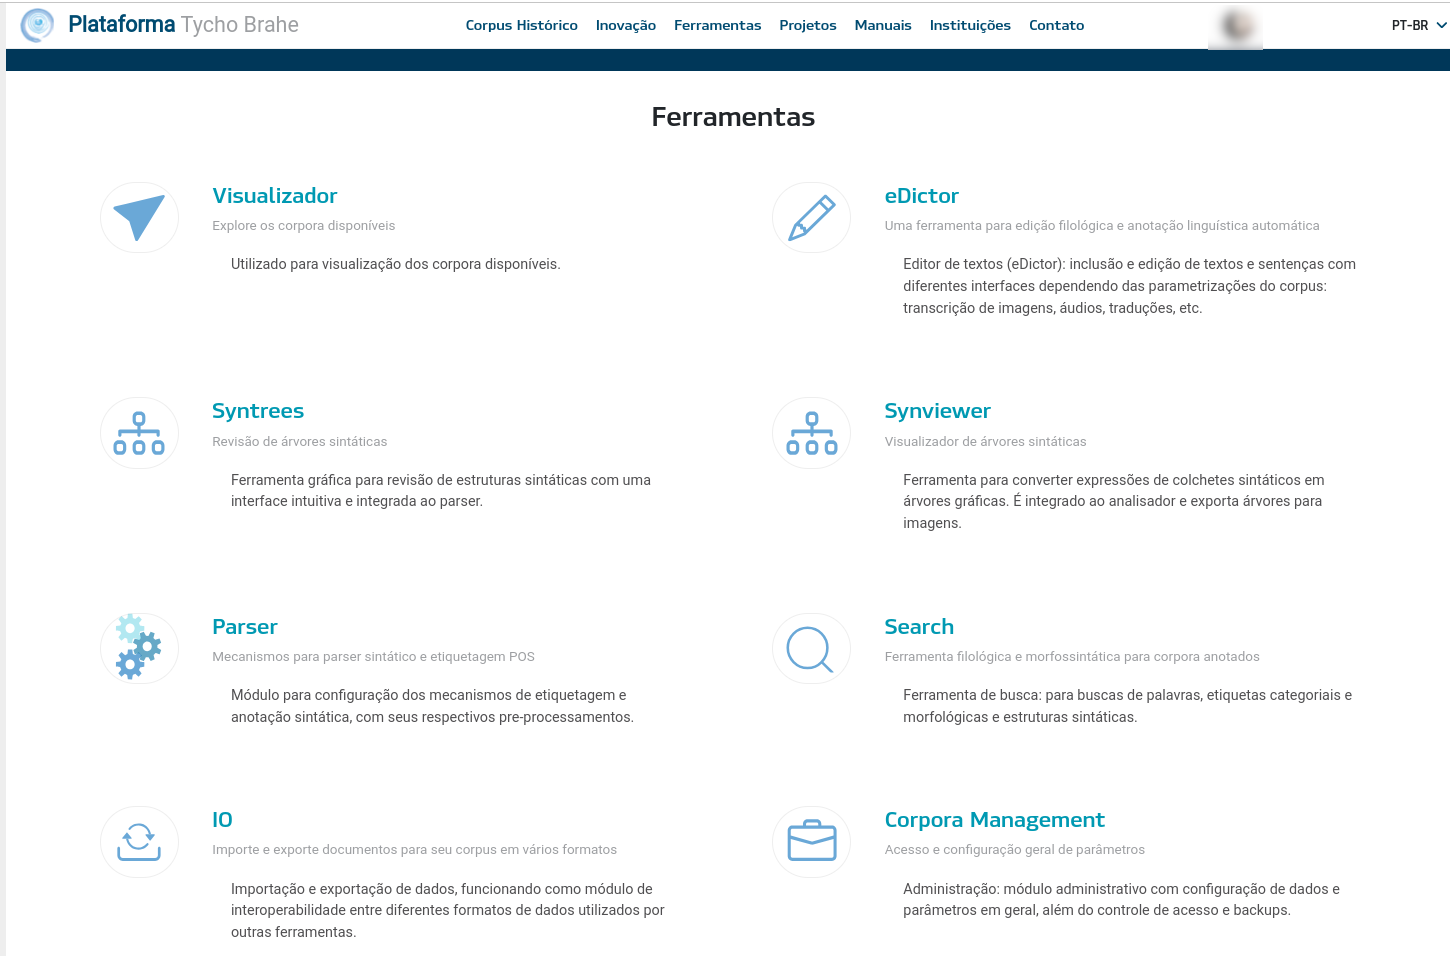 Plataforma Tycho Brahe
Corpus Histórico Inovação Ferramentas Projetos Manuais Instituições Contato
PT-BR
Ferramentas
Visualizador
Explore os corpora disponíveis
Utilizado para visualização dos corpora disponíveis.
eDictor
Uma ferramenta para edição filológica e anotação linguística automática
Editor de textos (eDictor): inclusão e edição de textos e sentenças com
diferentes interfaces dependendo das parametrizações do corpus:
transcrição de imagens, áudios, traduções, etc.
Syntrees
Revisão de árvores sintáticas
Ferramenta gráfica para revisão de estruturas sintáticas com uma
interface intuitiva e integrada ao parser.
Synviewer
Visualizador de árvores sintáticas
Ferramenta para converter expressões de colchetes sintáticos em
árvores gráficas. É integrado ao analisador e exporta árvores para
imagens.
Parser
Mecanismos para parser sintático e etiquetagem POS
Módulo para configuração dos mecanismos de etiquetagem e
anotação sintática, com seus respectivos pre-processamentos.
Search
Ferramenta filológica e morfossintática para corpora anotados
Ferramenta de busca: para buscas de palavras, etiquetas categoriais e
morfológicas e estruturas sintáticas.
IO
Importe e exporte documentos para seu corpus em vários formatos
Importação e exportação de dados, funcionando como módulo de
interoperabilidade entre diferentes formatos de dados utilizados por
outras ferramentas.
Corpora Management
Acesso e configuração geral de parâmetros
Administração: módulo administrativo com configuração de dados e
parâmetros em geral, além do controle de acesso e backups.